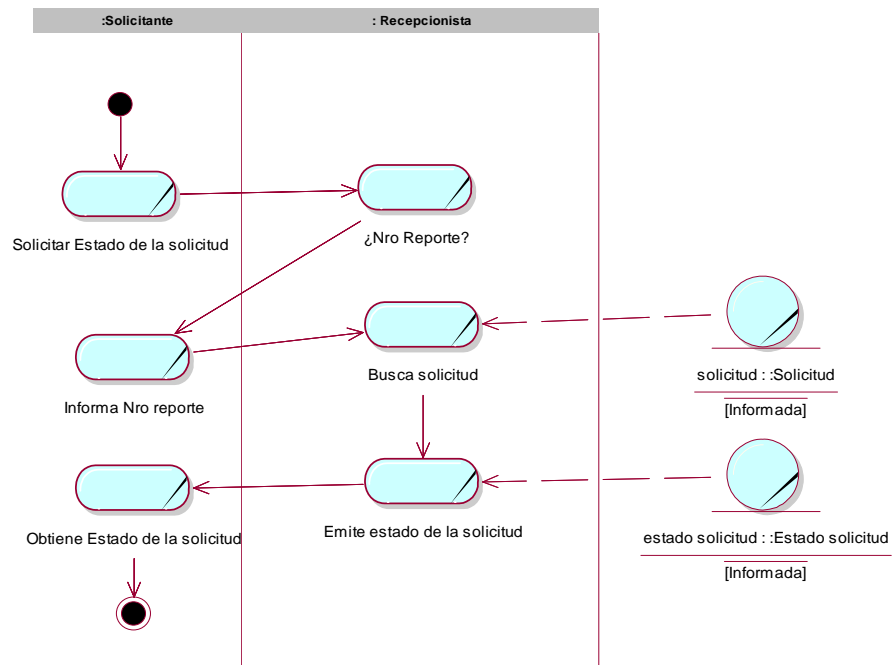 :Solicitante
: Recepcionista
Solicitar Estado de la solicitud
¿Nro Reporte?
Informa Nro reporte
Busca solicitud
solicitud : :Solicitud
[Informada]
Obtiene Estado de la solicitud
Emite estado de la solicitud
estado solicitud : :Estado solicitud
[Informada]